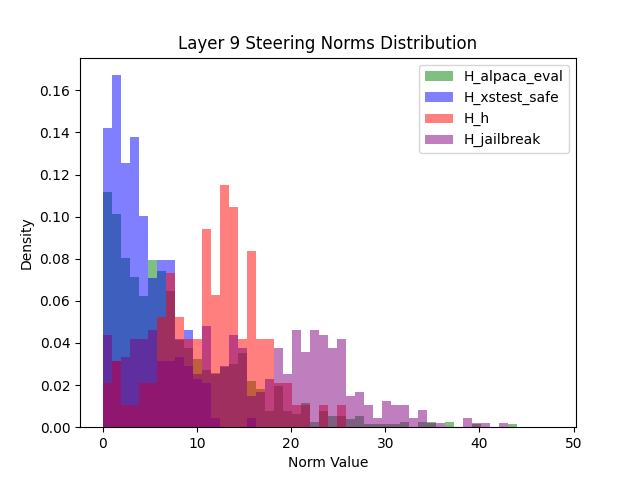 Layer 9 Steering Norms Distribution
H_alpaca_eval
H_xstest_safe
H_h
H_jailbreak
0.16
0.14
0.12
0.10
0.08
0.06
0.04
0.02
0.00
Density
0 10 20 30 40 50
Norm Value